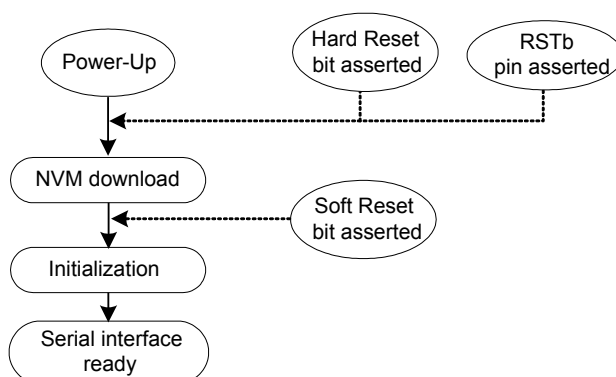 Power-Up
Hard Reset
bit asserted
RSTb
pin asserted
NVM download
Soft Reset
bit asserted
Initialization
Serial interface
ready